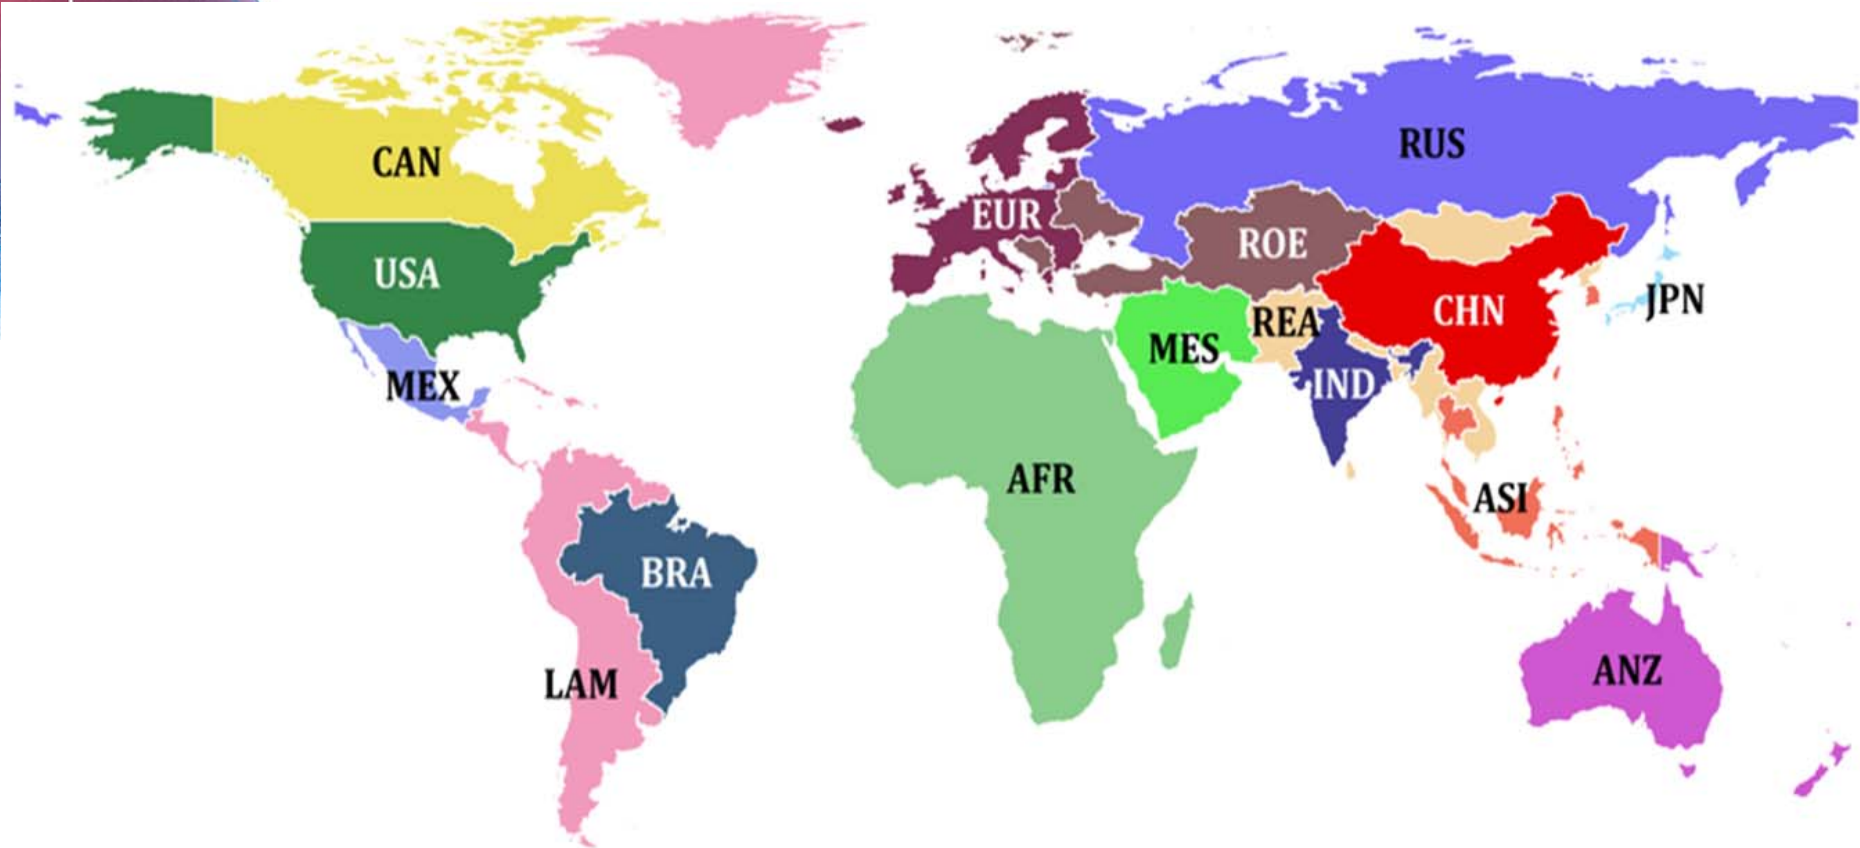 CAN
RUS
EUR
ROE
USA
JPN
CHN
REA
MES
MEX
IND
AFR
ASI
BRA
ANZ
LAM